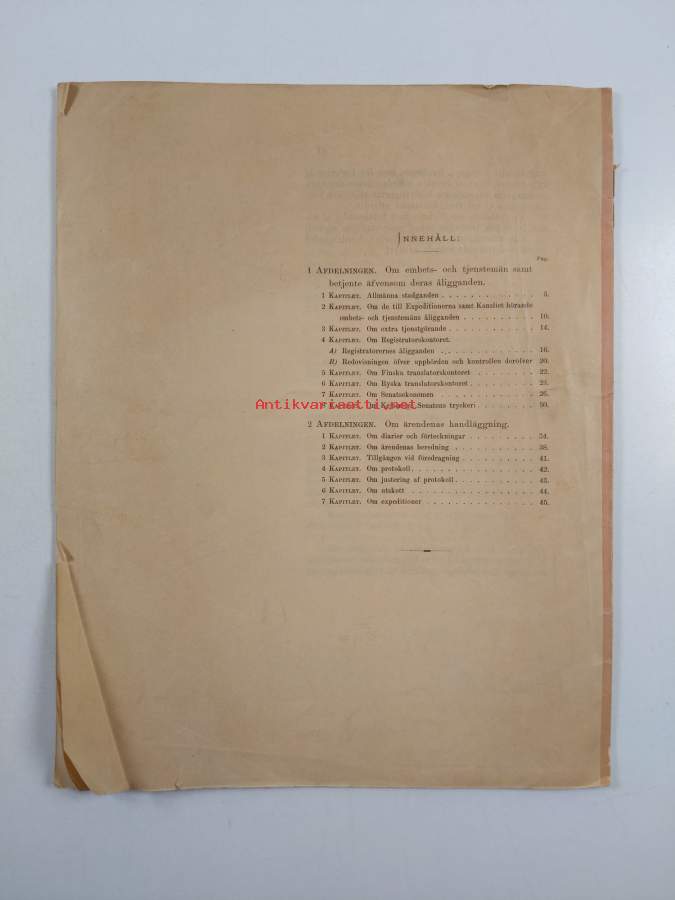 INNEHÅLL:
Pag.
1 AFDELNINGEN. Om embets- och tjenstemän samt
betjente äfvensom deras åligganden.
1 KAPITLET. Allmänna stadganden . . . . . . . . . . . 5.
2 KAPITLET. Om de till Expeditionerna samt Kansliet hörande
embets- och tjenstemäns åligganden . . . . . . . . 10.
3 KAPITLET. Om extra tjenstgörande . . . . . . . . . . 14.
4 KAPITLET. Om Registratorskontoret.
A) Registratorernes åligganden . . . . . . . . . . 16.
B) Redovisningen öfver uppbörden och kontrollen deröfver 20.
5 KAPITLET. Om Finska translatorskontoret . . . . . . . 22.
6 KAPITLET. Om Ryska translatorskontoret . . . . . . . . 25.
7 KAPITLET. Om Senatsekonomen . . . . . . . . . . 26.
8 KAPITLET. Om Kejserliga Senatens tryckeri . . . . . . 30.
Antikvariaatti.net
2 AFDELNINGEN. Om ärendenas handläggning.
1 KAPITLET. Om diarier och förteckningar . . . . . . . . 34.
2 KAPITLET. Om ärendenas beredning . . . . . . . . . . 38.
3 KAPITLET. Tillgången vid föredragning . . . . . . . . 41.
4 KAPITLET. Om protokoll . . . . . . . . . . . . . . 42.
5 KAPITLET. Om justering af protokoll . . . . . . . . . 43.
6 KAPITLET. Om utskott . . . . . . . . . . . . . . 44.
7 KAPITLET. Om expeditioner . . . . . . . . . . . . 45.